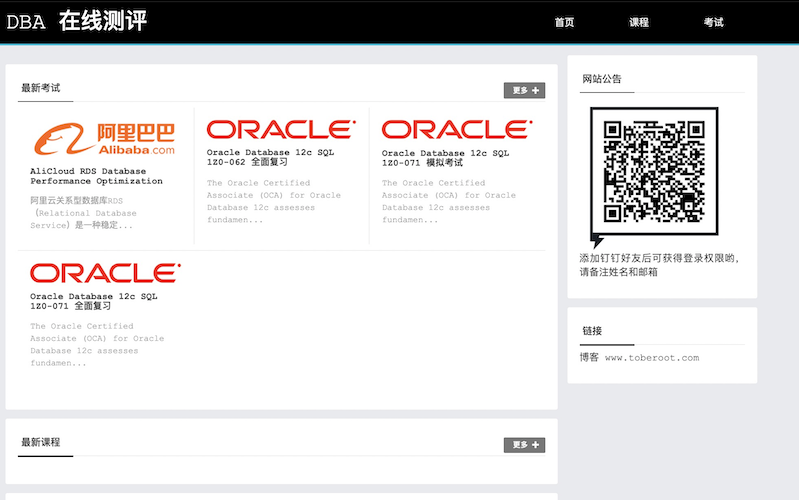 DBA 在线测评
首页 课程 考试
最新考试
更多 +
阿里巴巴
Alibaba.com
AliCloud RDS Database
Performance Optimization
阿里云关系型数据库RDS
（Relational Database
Service）是一种稳定...
ORACLE
Oracle Database 12c SQL
1Z0-062 全面复习
The Oracle Certified
Associate (OCA) for Oracle
Database 12c assesses
fundamen...
ORACLE
Oracle Database 12c SQL
1Z0-071 模拟考试
The Oracle Certified
Associate (OCA) for Oracle
Database 12c assesses
fundamen...
ORACLE
Oracle Database 12c SQL
1Z0-071 全面复习
The Oracle Certified
Associate (OCA) for Oracle
Database 12c assesses
fundamen...
最新课程
更多 +
网站公告
添加钉钉好友后可获得登录权限哟,
请备注姓名和邮箱
链接
博客 www.toberoot.com